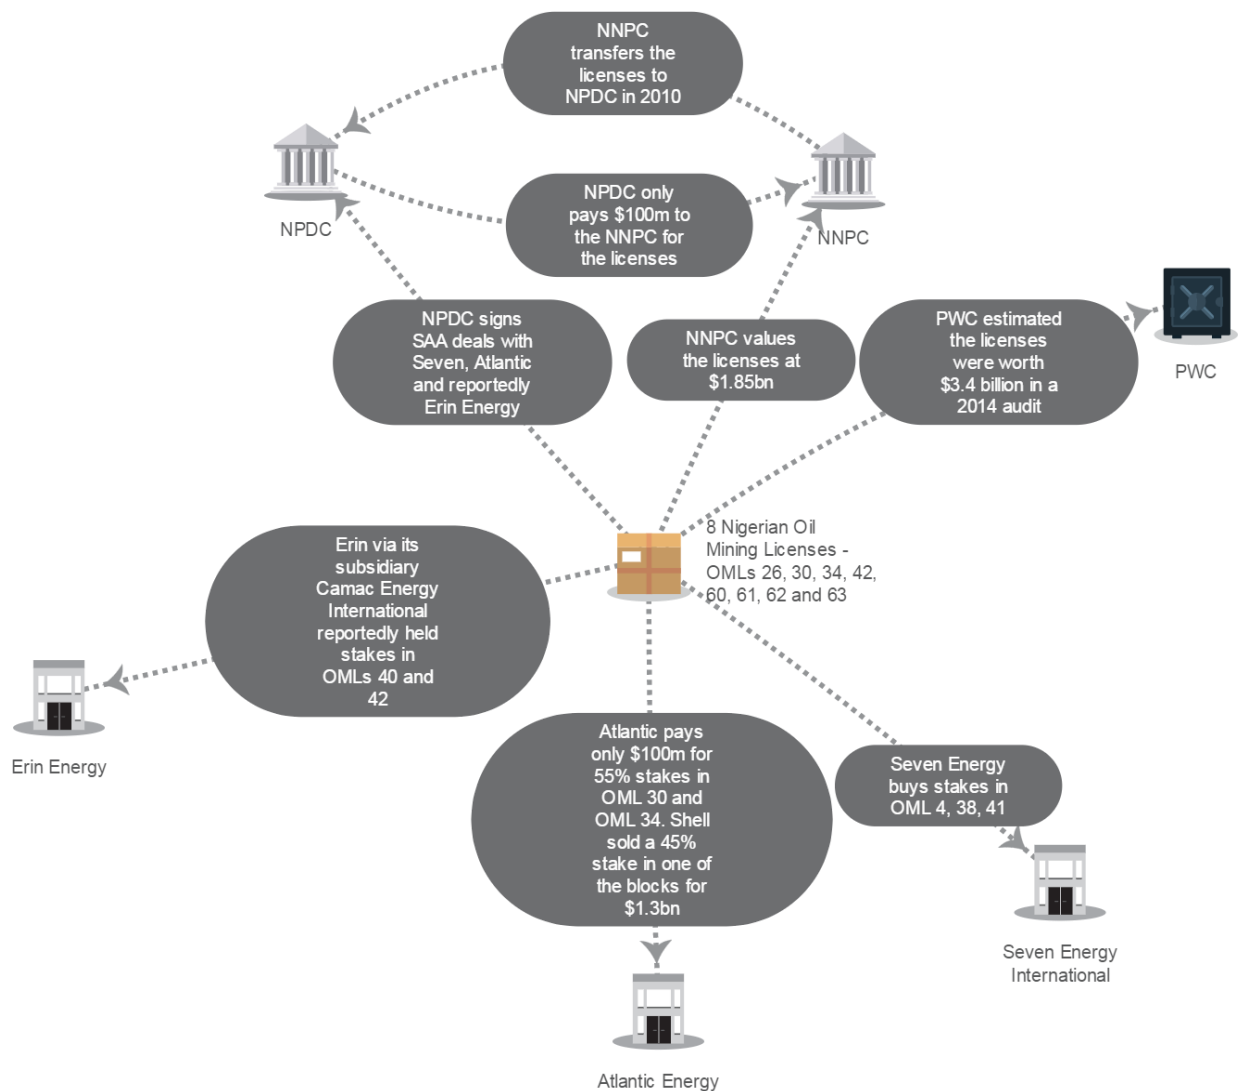 NNPC
transfers the
licenses to
NPDC in 2010
NPDC
NPDC only
pays $100m to
the NNPC for
the licenses
NNPC
NPDC signs
SAA deals with
Seven, Atlantic
and reportedly
Erin Energy
NNPC values
the licenses at
$1.85bn
PWC estimated
the licenses
were worth
$3.4 billion in a
2014 audit
PWC
8 Nigerian Oil
Mining Licenses -
OMLs 26, 30, 34, 42,
60, 61, 62 and 63
Erin via its
subsidiary
Camac Energy
International
reportedly held
stakes in
OMLs 40 and
42
Erin Energy
Atlantic pays
only $100m for
55% stakes in
OML 30 and
OML 34. Shell
sold a 45%
stake in one of
the blocks for
$1.3bn
Seven Energy
buys stakes in
OML 4, 38, 41
Seven Energy
International
Atlantic Energy